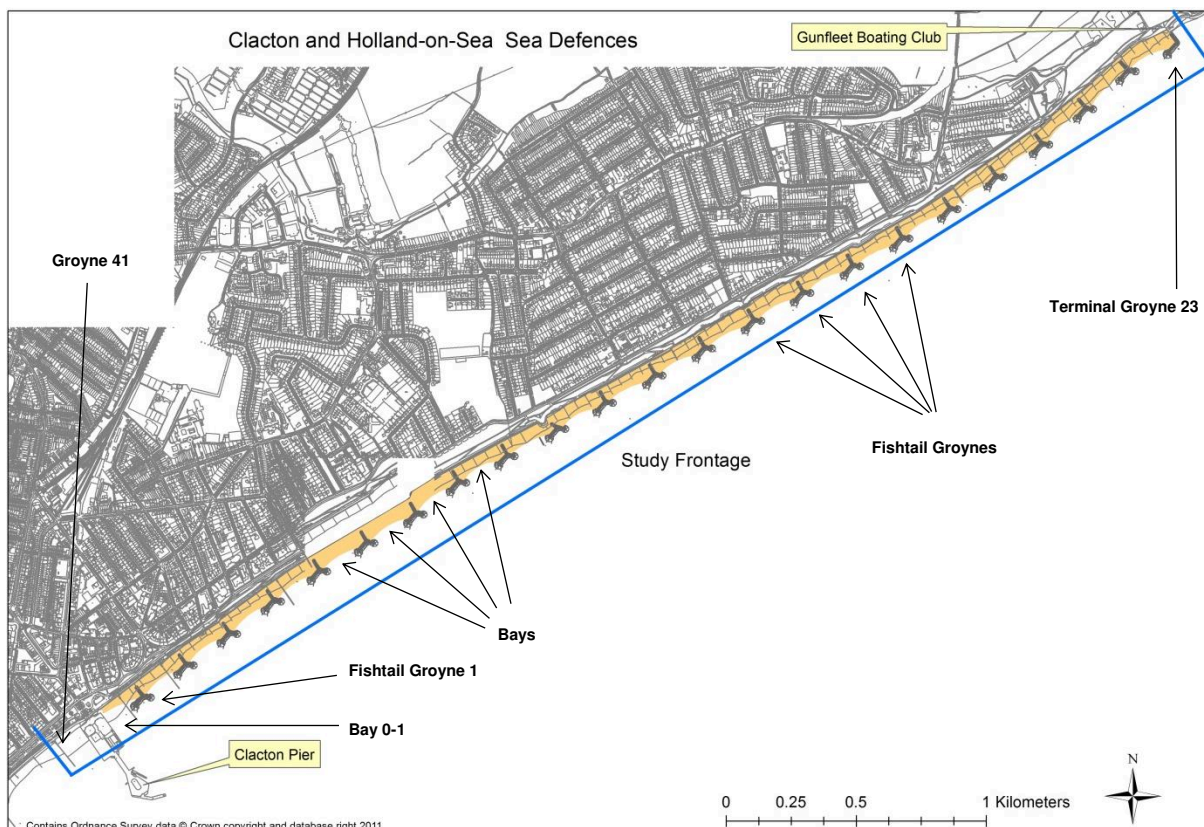 Clacton and Holland-on-Sea Sea Defences
Gunfleet Boating Club
Groyne 41
Terminal Groyne 23
Fishtail Groynes
Study Frontage
Bays
Fishtail Groyne 1
Bay 0-1
Clacton Pier
N
0 0.25 0.5 1 Kilometers
Contains Ordnance Survey data © Crown copyright and database right 2011